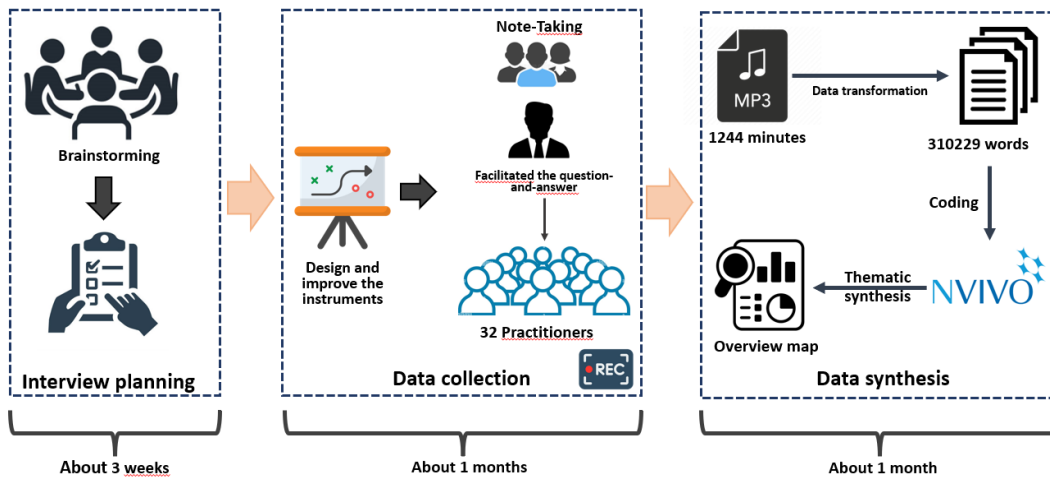 Brainstorming
Interview planning
About 3 weeks
Note-Taking
Facilitated the question-
and-answer
Design and
improve the
instruments
32 Practitioners
REC
Data collection
About 1 months
MP3
1244 minutes
Data transformation
310229 words
Coding
NVIVO
Thematic
synthesis
Overview map
Data synthesis
About 1 month